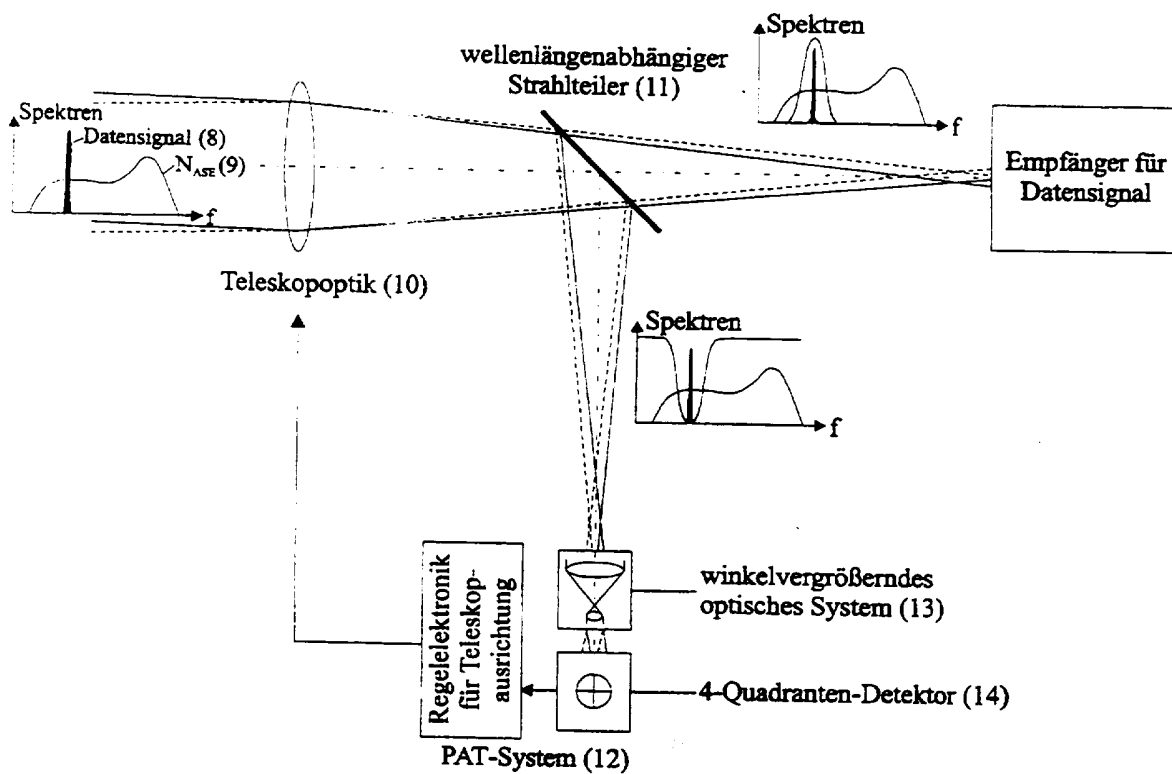 Spektren
wellenlängenabhängiger
Strahlteiler (11)
f
Spektren
Datensignal (8)
N_ASE (9)
f
Empfänger für
Datensignal
Teleskopoptik (10)
Spektren
f
Regelelektronik
für Teleskop-
ausrichtung
winkelvergrößerndes
optisches System (13)
4-Quadranten-Detektor (14)
PAT-System (12)